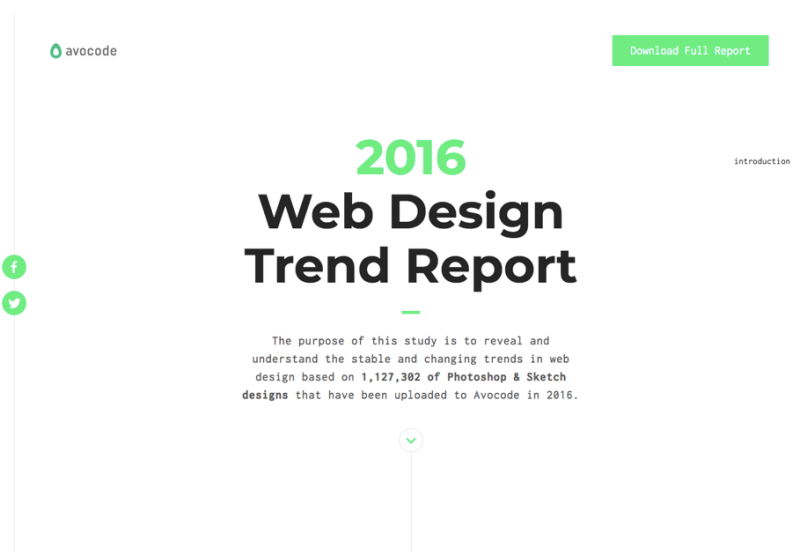 avocode
Download Full Report
2016
Web Design
Trend Report
introduction
The purpose of this study is to reveal and
understand the stable and changing trends in web
design based on 1,127,302 of Photoshop & Sketch
designs that have been uploaded to Avocode in 2016.